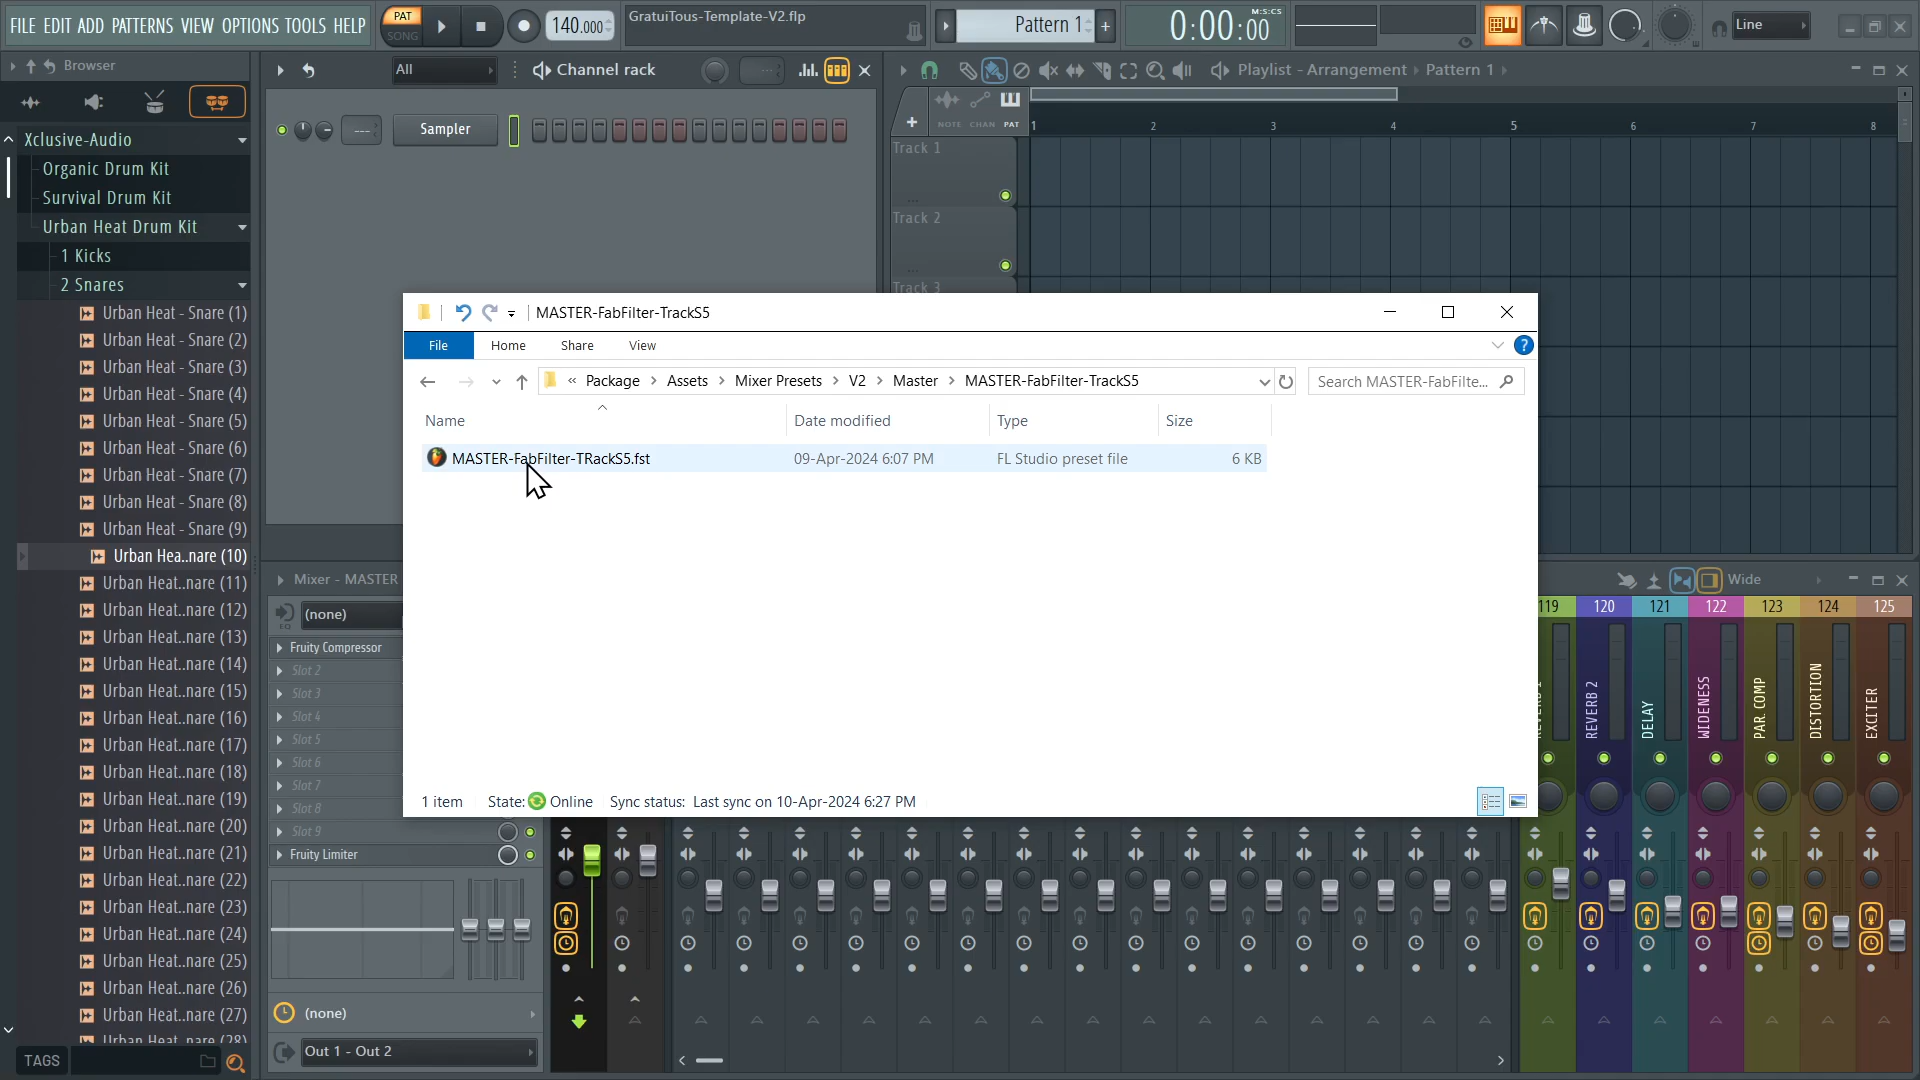 FILE EDIT ADD PATTERNS VIEW OPTIONS TOOLS HELP
PAT
SONG
140.000
GratuiTous-Template-V2.flp
Pattern 1
+
0:00:00
M:S:CS
Line
Browser
All
Channel rack
Playlist - Arrangement
Pattern 1
Xclusive-Audio
Organic Drum Kit
Survival Drum Kit
Urban Heat Drum Kit
1 Kicks
2 Snares
Urban Heat - Snare (1)
Urban Heat - Snare (2)
Urban Heat - Snare (3)
Urban Heat - Snare (4)
Urban Heat - Snare (5)
Urban Heat - Snare (6)
Urban Heat - Snare (7)
Urban Heat - Snare (8)
Urban Heat - Snare (9)
Urban Hea..nare (10)
Urban Heat..nare (11)
Urban Heat..nare (12)
Urban Heat..nare (13)
Urban Heat..nare (14)
Urban Heat..nare (15)
Urban Heat..nare (16)
Urban Heat..nare (17)
Urban Heat..nare (18)
Urban Heat..nare (19)
Urban Heat..nare (20)
Urban Heat..nare (21)
Urban Heat..nare (22)
Urban Heat..nare (23)
Urban Heat..nare (24)
Urban Heat..nare (25)
Urban Heat..nare (26)
Urban Heat..nare (27)
Urban Heat..nare (28)
TAGS
---
Sampler
NOTE CHAN PAT
1 2 3 4 5 6 7 8
Track 1
Track 2
Track 3
MASTER-FabFilter-TrackS5
File
Home
Share
View
« Package > Assets > Mixer Presets > V2 > Master > MASTER-FabFilter-TrackS5
Search MASTER-FabFilte...
Name
Date modified
Type
Size
MASTER-FabFilter-TRackS5.fst
09-Apr-2024 6:07 PM
FL Studio preset file
6 KB
1 item
State: Online
Sync status: Last sync on 10-Apr-2024 6:27 PM
Mixer - MASTER
(none)
EQ
Fruity Compressor
Slot 2
Slot 3
Slot 4
Slot 5
Slot 6
Slot 7
Slot 8
Slot 9
Fruity Limiter
(none)
Out 1 - Out 2
Wide
119 120 121 122 123 124 125
REVERB 2
DELAY
WIDENESS
PAR. COMP
DISTORTION
EXCITER